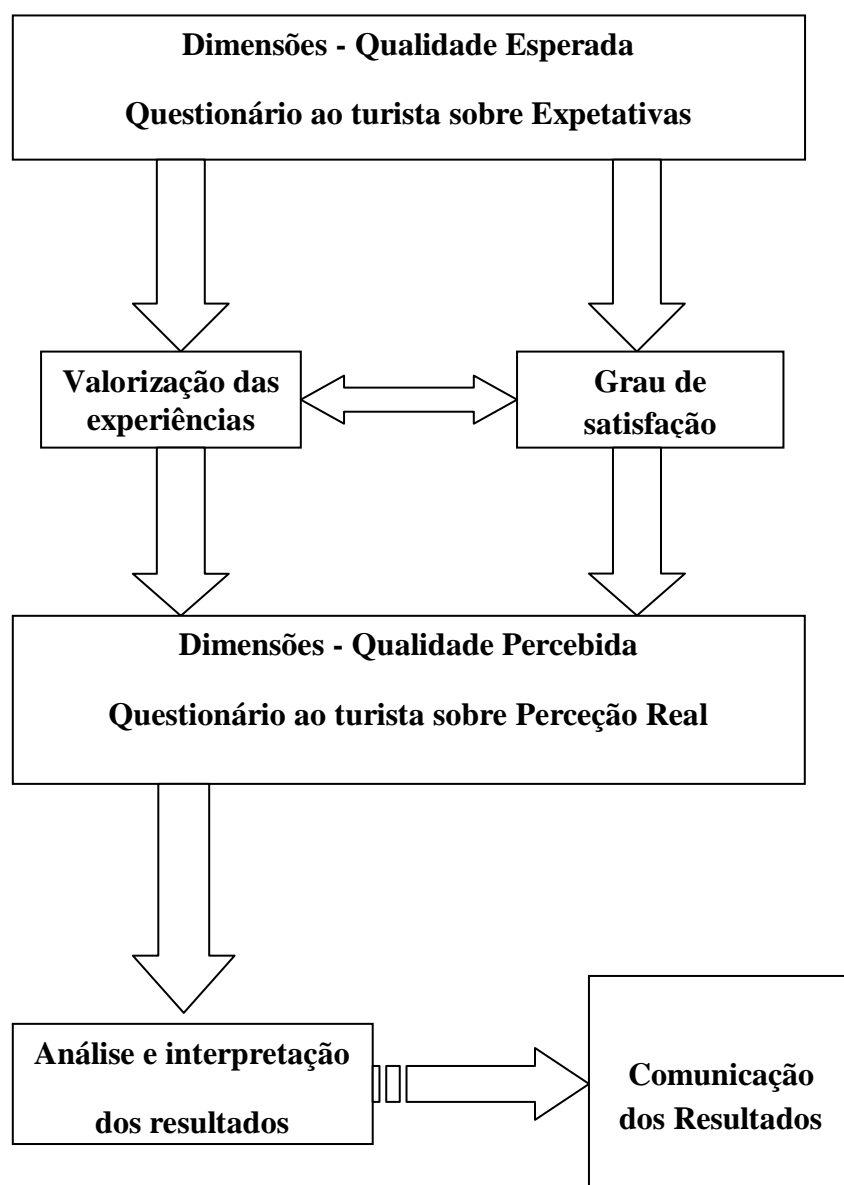 Dimensões - Qualidade Esperada
Questionário ao turista sobre Expetativas
Valorização das
experiências
Grau de
satisfação
Dimensões - Qualidade Percebida
Questionário ao turista sobre Perceção Real
Análise e interpretação
dos resultados
Comunicação
dos Resultados